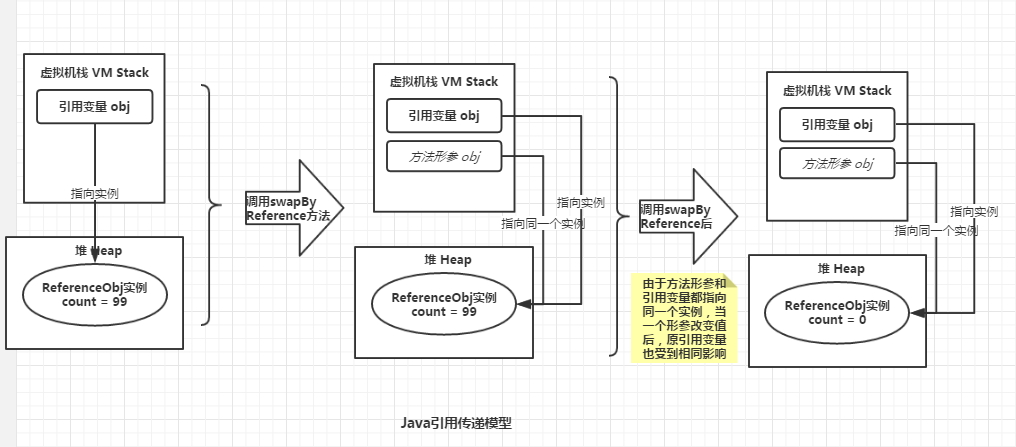 虚拟机栈 VM Stack
引用变量 obj
指向实例
堆 Heap
ReferenceObj实例
count = 99
调用swapBy
Reference方法
虚拟机栈 VM Stack
引用变量 obj
方法形参 obj
指向实例
指向同一个实例
堆 Heap
ReferenceObj实例
count = 99
调用swapBy
Reference后
由于方法形参和
引用变量都指向
同一个实例，当
一个形参改变值
后，原引用变量
也受到相同影响
虚拟机栈 VM Stack
引用变量 obj
方法形参 obj
指向实例
指向同一个实例
堆 Heap
ReferenceObj实例
count = 0
Java引用传递模型